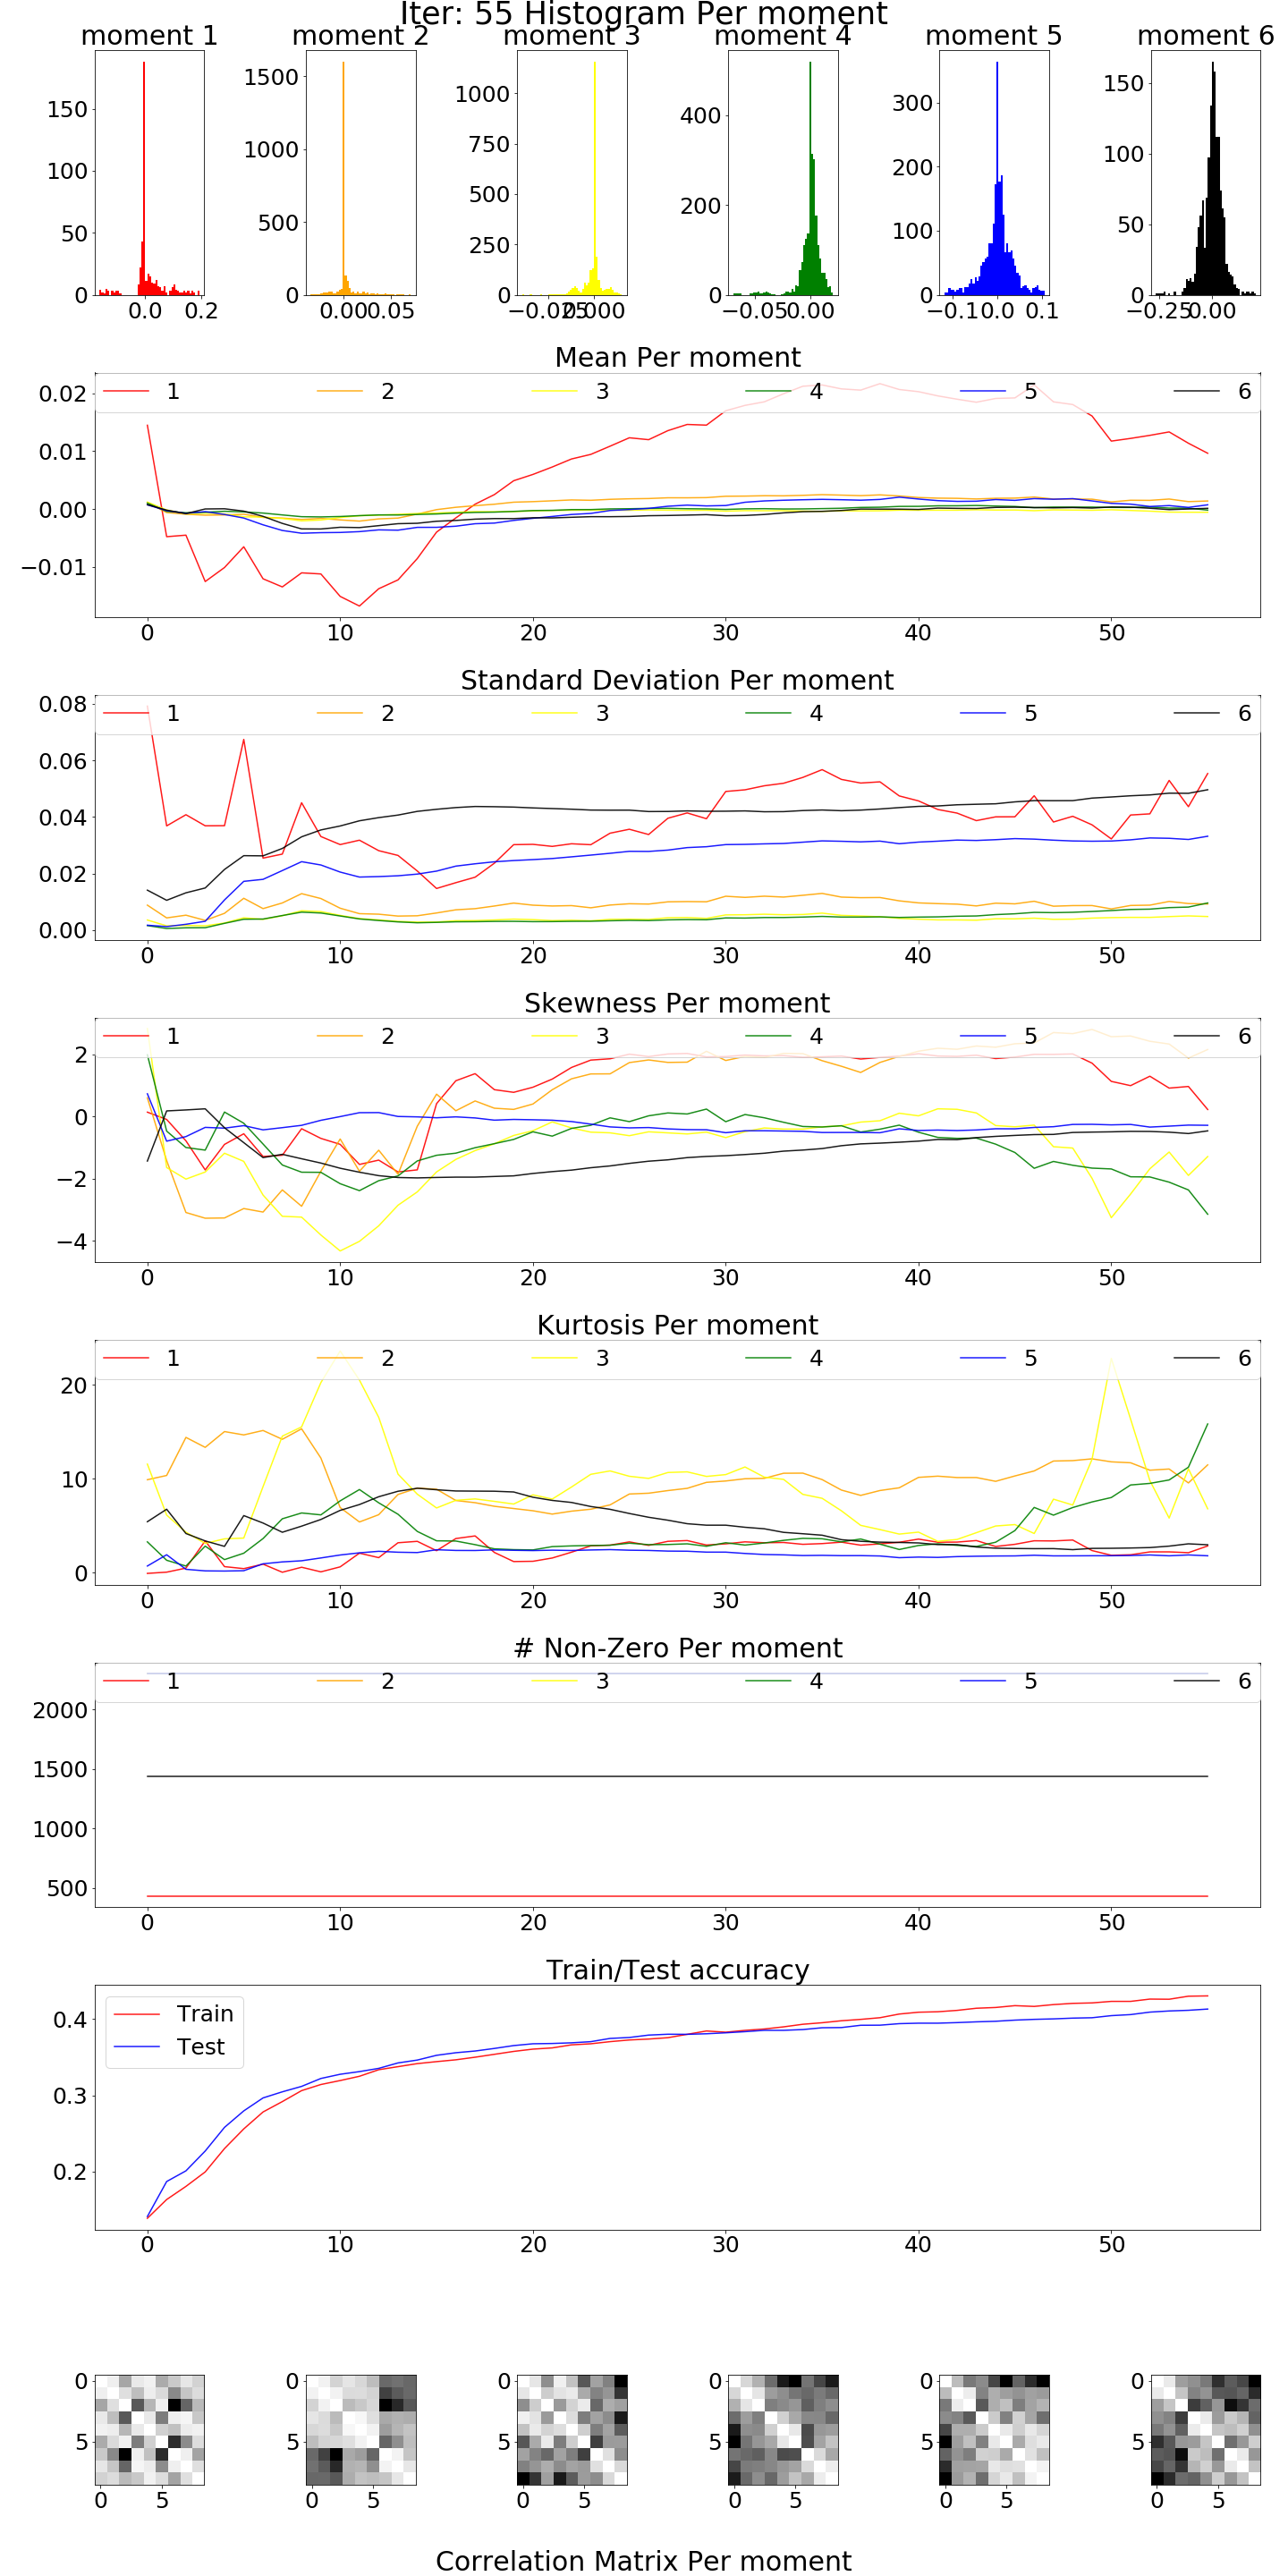 Iter: 55 Histogram Per moment
moment 1 moment 2 moment 3 moment 4 moment 5 moment 6
150 100 50 0
0.0 0.2
1500 1000 500 0
0.00 0.05
1000 750 500 250 0
−0.025 0.000
400 200 0
−0.05 0.00
300 200 100 0
−0.1 0.0 0.1
150 100 50 0
−0.25 0.00
Mean Per moment
1 2 3 4 5 6
0.02
0.01
0.00
−0.01
0 10 20 30 40 50
Standard Deviation Per moment
1 2 3 4 5 6
0.08
0.06
0.04
0.02
0.00
0 10 20 30 40 50
Skewness Per moment
1 2 3 4 5 6
2
0
−2
−4
0 10 20 30 40 50
Kurtosis Per moment
1 2 3 4 5 6
20
10
0
0 10 20 30 40 50
# Non-Zero Per moment
1 2 3 4 5 6
2000
1500
1000
500
0 10 20 30 40 50
Train/Test accuracy
Train
Test
0.4
0.3
0.2
0 10 20 30 40 50
0 0 0 0 0 0
5 5 5 5 5 5
0 5 0 5 0 5 0 5 0 5 0 5
Correlation Matrix Per moment